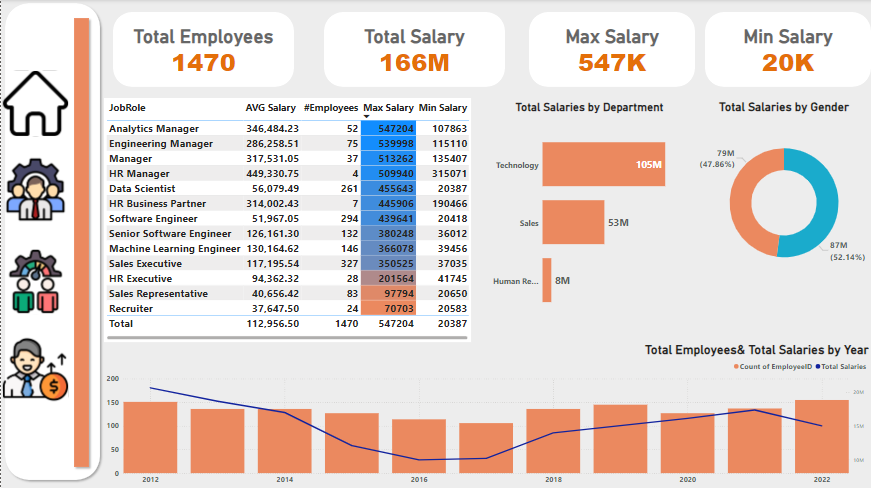 Total Employees
1470
Total Salary
166M
Max Salary
547K
Min Salary
20K
JobRole AVG Salary #Employees Max Salary Min Salary
Analytics Manager 346,484.23 52 547204 107863
Engineering Manager 286,258.51 75 539998 115110
Manager 317,531.05 37 513262 135407
HR Manager 449,330.75 4 509940 315071
Data Scientist 56,079.49 261 455643 20387
HR Business Partner 314,002.43 7 445906 190466
Software Engineer 51,967.05 294 439641 20418
Senior Software Engineer 126,161.30 132 380248 36012
Machine Learning Engineer 130,164.62 146 366078 39456
Sales Executive 117,195.54 327 350525 37035
HR Executive 94,362.32 28 201564 41745
Sales Representative 40,656.42 83 97794 20650
Recruiter 37,647.50 24 70703 20583
Total 112,956.50 1470 547204 20387
Total Salaries by Department
Technology 105M
Sales 53M
Human Re... 8M
Total Salaries by Gender
79M
(47.86%)
87M
(52.14%)
Total Employees& Total Salaries by Year
Count of EmployeeID Total Salaries
200
150
100
50
0
20M
15M
10M
2012 2014 2016 2018 2020 2022
$